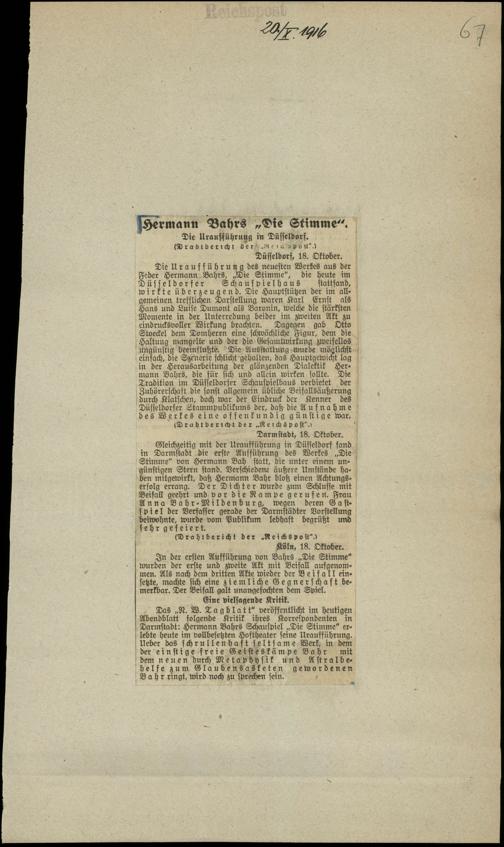 Reichspost
20/X. 1916
67
Hermann Bahrs „Die Stimme“.
Die Uraufführung in Düsseldorf.
(Drahtbericht der „Reichspost“.)
Düsseldorf, 18. Oktober.
Die Uraufführung des neuesten Werkes aus der
Feder Hermann Bahrs, „Die Stimme“, die heute im
Düsseldorfer Schauspielhaus stattfand,
wirkte überzeugend. Die Hauptstützen der im all-
gemeinen trefflichen Darstellung waren Karl Ernst als
Hans und Luise Dumont als Baronin, welche die stärksten
Momente in der Unterredung beider im zweiten Akt zu
eindrucksvoller Wirkung brachten. Dagegen gab Otto
Stoeckel dem Domherrn eine schwächliche Figur, dem die
Haltung mangelte und der die Gesamtwirkung zweifellos
ungünstig beeinflußte. Die Ausstattung wurde möglichst
einfach, die Szenerie schlicht gehalten, das Hauptgewicht lag
in der Herausarbeitung der glänzenden Dialektik Her-
mann Bahrs, die für sich und allein wirken sollte. Die
Tradition im Düsseldorfer Schauspielhaus verbietet der
Zuhörerschaft die sonst allgemein übliche Beifallsäußerung
durch Klatschen, doch war der Eindruck der Kenner des
Düsseldorfer Stammpublikums der, daß die Aufnahme
des Werkes eine offenkundig günstige war.
(Drahtbericht der „Reichspost“.)
Darmstadt, 18. Oktober.
Gleichzeitig mit der Uraufführung in Düsseldorf fand
in Darmstadt die erste Aufführung des Werkes „Die
Stimme“ von Hermann Bah statt, die unter einem un-
günstigen Stern stand. Verschiedene äußere Umstände ha-
ben mitgewirkt, daß Hermann Bahr bloß einen Achtungs-
erfolg errang. Der Dichter wurde zum Schlusse mit
Beifall geehrt und vor die Rampe gerufen. Frau
Anna Bahr-Mildenburg, wegen deren Gast-
spiel der Verfasser gerade der Darmstädter Vorstellung
beiwohnte, wurde vom Publikum lebhaft begrüßt und
sehr gefeiert.
(Drahtbericht der „Reichspost“.)
Köln, 18. Oktober.
In der ersten Aufführung von Bahrs „Die Stimme“
wurden der erste und zweite Akt mit Beifall aufgenom-
men. Als nach dem dritten Akte wieder der Beifall ein-
setzte, machte sich eine ziemliche Gegnerschaft be-
merkbar. Der Beifall galt unangefochten dem Spiel.
Eine vielsagende Kritik.
Das „N. W. Tagblatt“ veröffentlicht im heutigen
Abendblatt folgende Kritik ihres Korrespondenten in
Darmstadt: Hermann Bahrs Schauspiel „Die Stimme“ er-
lebte heute im vollbesetzten Hoftheater seine Uraufführung.
Ueber das schrullenhaft seltsame Werk, in dem
der einstige freie Geisteskämpe Bahr mit
dem neuen durch Metaphysik und Astralbe-
helfe zum Glaubensasketen gewordenen
Bahr ringt, wird noch zu sprechen sein.